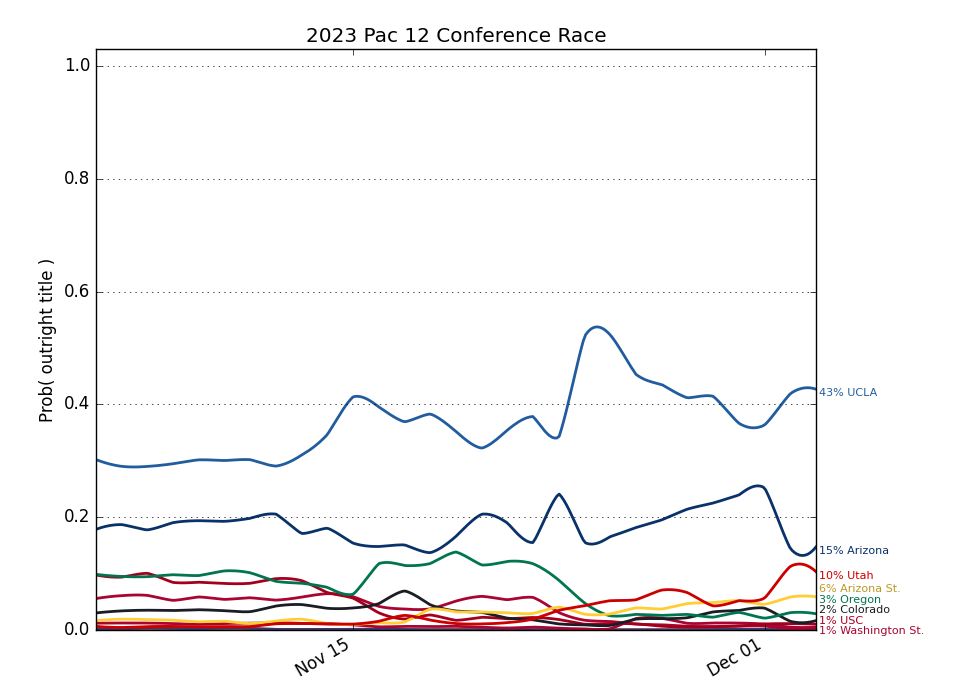 2023 Pac 12 Conference Race
Prob( outright title )
1.0
0.8
0.6
0.4
0.2
0.0
Nov 15
Dec 01
43% UCLA
15% Arizona
10% Utah
6% Arizona St.
3% Oregon
2% Colorado
1% USC
1% Washington St.